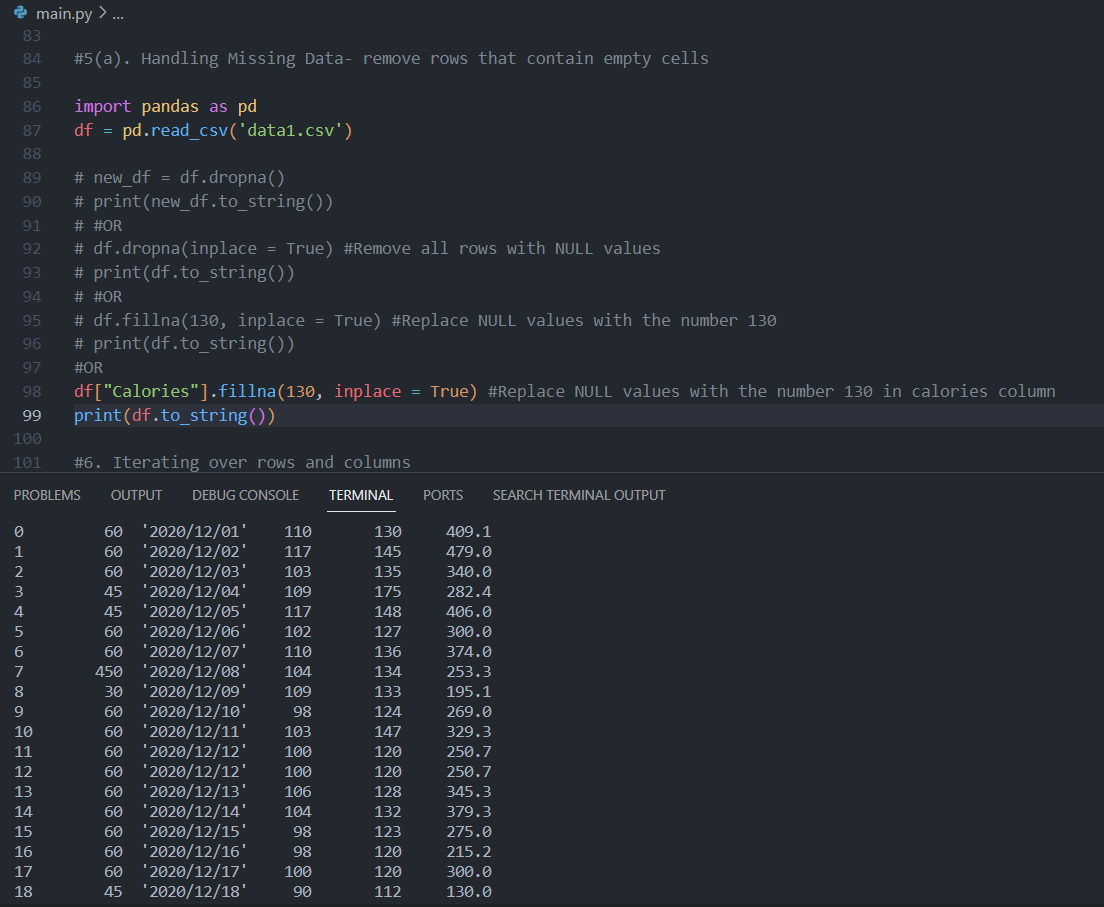 main.py > ...
83
84 #5(a). Handling Missing Data- remove rows that contain empty cells
85
86 import pandas as pd
87 df = pd.read_csv('data1.csv')
88
89 # new_df = df.dropna()
90 # print(new_df.to_string())
91 # #OR
92 # df.dropna(inplace = True) #Remove all rows with NULL values
93 # print(df.to_string())
94 # #OR
95 # df.fillna(130, inplace = True) #Replace NULL values with the number 130
96 # print(df.to_string())
97 #OR
98 df["Calories"].fillna(130, inplace = True) #Replace NULL values with the number 130 in calories column
99 print(df.to_string())
100
101 #6. Iterating over rows and columns
PROBLEMS OUTPUT DEBUG CONSOLE TERMINAL PORTS SEARCH TERMINAL OUTPUT
0 60 '2020/12/01' 110 130 409.1
1 60 '2020/12/02' 117 145 479.0
2 60 '2020/12/03' 103 135 340.0
3 45 '2020/12/04' 109 175 282.4
4 45 '2020/12/05' 117 148 406.0
5 60 '2020/12/06' 102 127 300.0
6 60 '2020/12/07' 110 136 374.0
7 450 '2020/12/08' 104 134 253.3
8 30 '2020/12/09' 109 133 195.1
9 60 '2020/12/10' 98 124 269.0
10 60 '2020/12/11' 103 147 329.3
11 60 '2020/12/12' 100 120 250.7
12 60 '2020/12/12' 100 120 250.7
13 60 '2020/12/13' 106 128 345.3
14 60 '2020/12/14' 104 132 379.3
15 60 '2020/12/15' 98 123 275.0
16 60 '2020/12/16' 98 120 215.2
17 60 '2020/12/17' 100 120 300.0
18 45 '2020/12/18' 90 112 130.0